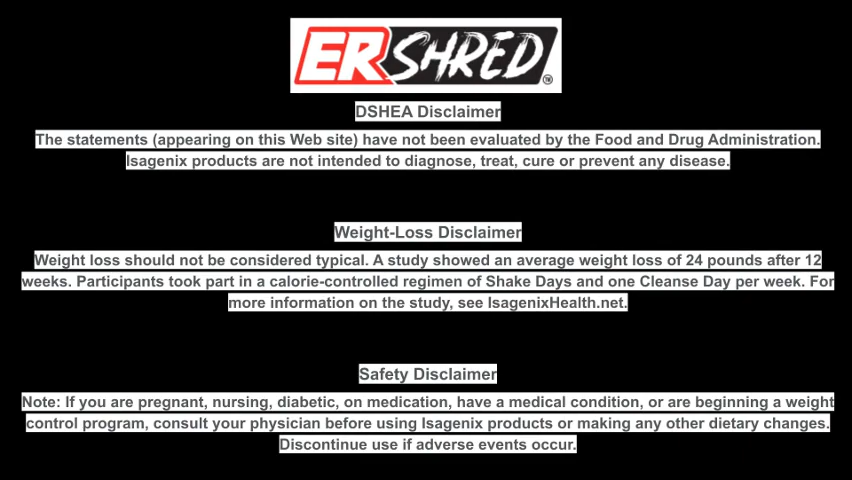 ER SHRED™
DSHEA Disclaimer
The statements (appearing on this Web site) have not been evaluated by the Food and Drug Administration.
Isagenix products are not intended to diagnose, treat, cure or prevent any disease.
Weight-Loss Disclaimer
Weight loss should not be considered typical. A study showed an average weight loss of 24 pounds after 12
weeks. Participants took part in a calorie-controlled regimen of Shake Days and one Cleanse Day per week. For
more information on the study, see IsagenixHealth.net.
Safety Disclaimer
Note: If you are pregnant, nursing, diabetic, on medication, have a medical condition, or are beginning a weight
control program, consult your physician before using Isagenix products or making any other dietary changes.
Discontinue use if adverse events occur.